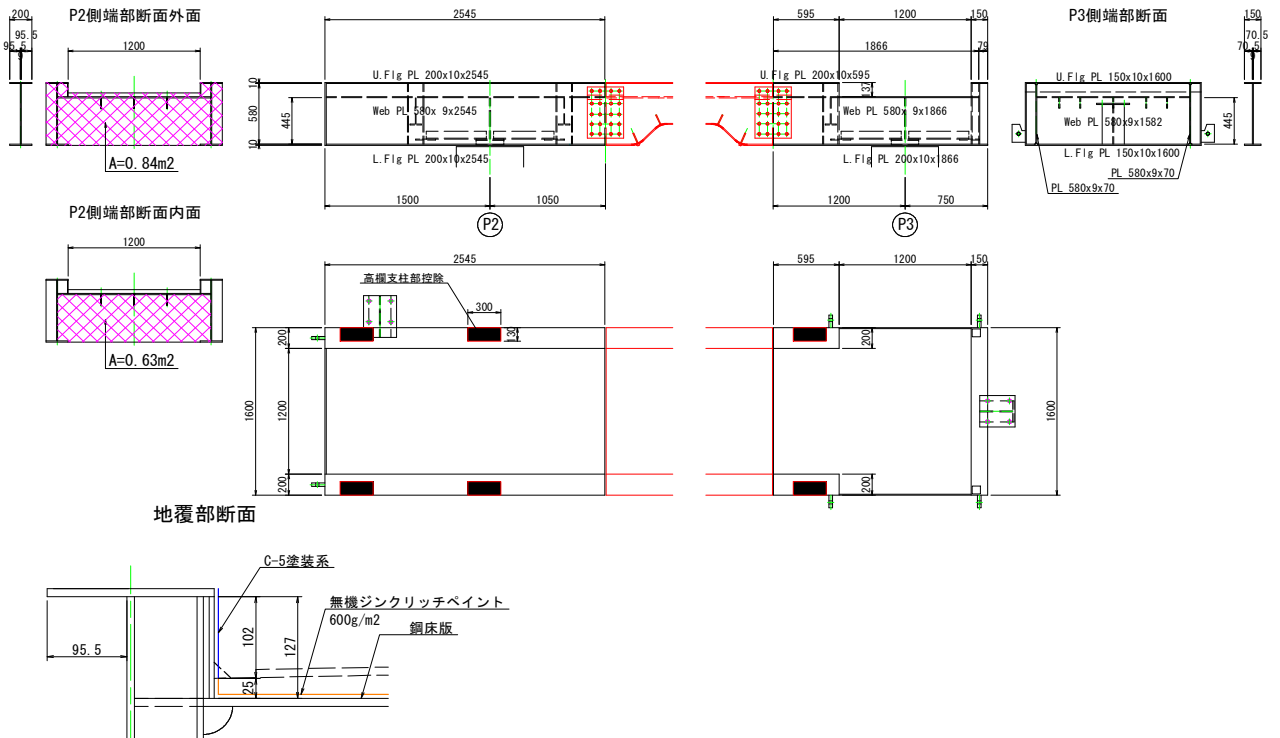 P2側端部断面外面
200
95.5
95.5
9
1200
A=0.84m2
2545
U.Flg PL 200x10x2545
Web PL 580x 9x2545
L.Flg PL 200x10x2545
10
580
445
10
1500
1050
P2
595
1200
150
1866
79
U.Flg PL 200x10x595
137
Web PL 580x 9x1866
L.Flg PL 200x10x1866
1200
750
P3
P3側端部断面
150
70.5
70.5
9
U.Flg PL 150x10x1600
Web PL 580x9x1582
L.Flg PL 150x10x1600
445
PL 580x9x70
PL 580x9x70
P2側端部断面内面
1200
A=0.63m2
2545
高欄支柱部控除
300
130
200
1200
200
1600
595
1200
150
200
200
1600
地覆部断面
C-5塗装系
無機ジンクリッチペイント
600g/m2
鋼床版
95.5
102
127
25